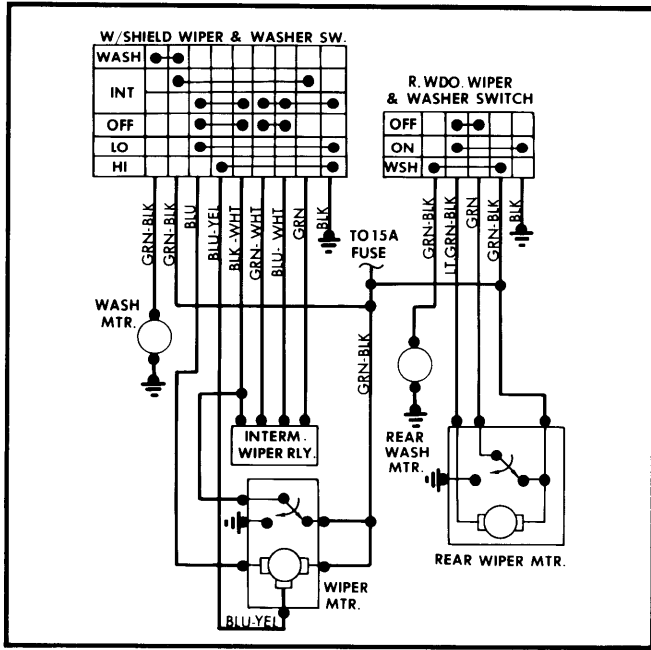 W/SHIELD WIPER & WASHER SW.
WASH
INT
OFF
LO
HI
R. WDO. WIPER
& WASHER SWITCH
OFF
ON
WSH
GRN-BLK
GRN-BLK
BLU
BLU-YEL
BLK-WHT
GRN-WHT
BLU-WHT
GRN
BLK
TO 15A
FUSE
GRN-BLK
LT.GRN-BLK
GRN
GRN-BLK
BLK
WASH
MTR.
GRN-BLK
INTERM.
WIPER RLY.
REAR
WASH
MTR.
WIPER
MTR.
BLU-YEL
REAR WIPER MTR.